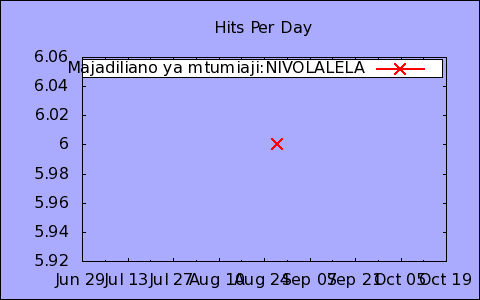 Hits Per Day
6.06
Majadiliano ya mtumiaji:NIVOLALELA
6.04
6.02
6
5.98
5.96
5.94
5.92
Jun 29 Jul 13 Jul 27 Aug 10 Aug 24 Sep 07 Sep 21 Oct 05 Oct 19